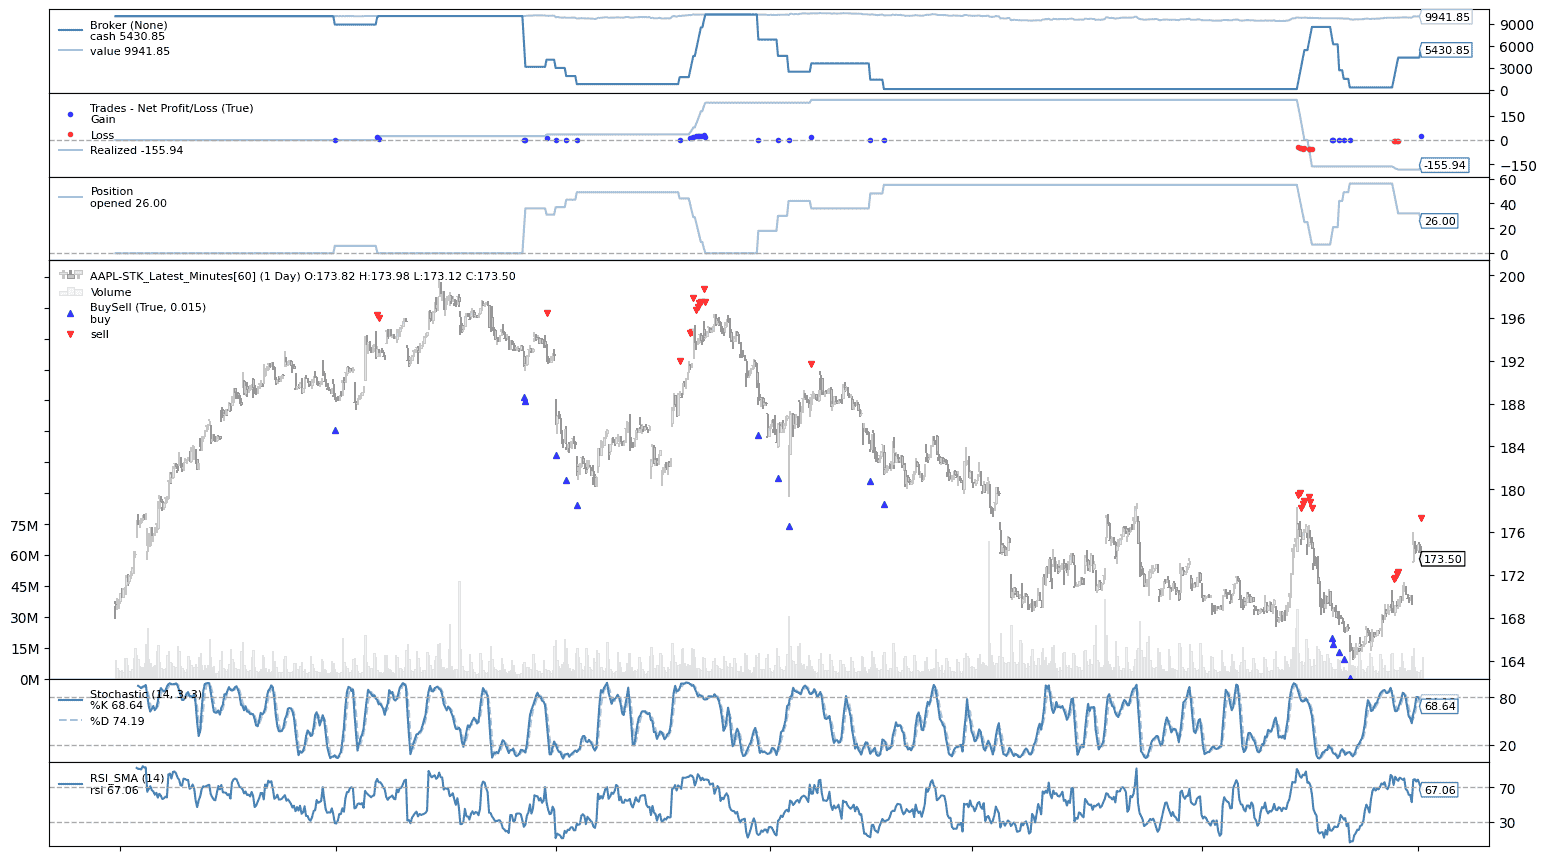 Broker (None)
cash 5430.85
value 9941.85
9941.85
5430.85
9000
6000
3000
0
Trades - Net Profit/Loss (True)
Gain
Loss
Realized -155.94
-155.94
150
0
−150
Position
opened 26.00
26.00
60
40
20
0
AAPL-STK_Latest_Minutes[60] (1 Day) O:173.82 H:173.98 L:173.12 C:173.50
Volume
BuySell (True, 0.015)
buy
sell
200
196
192
188
184
180
176
173.50
172
168
164
75M
60M
45M
30M
15M
0M
Stochastic (14, 3, 3)
%K 68.64
%D 74.19
80
68.64
20
RSI_SMA (14)
rsi 67.06
70
67.06
30